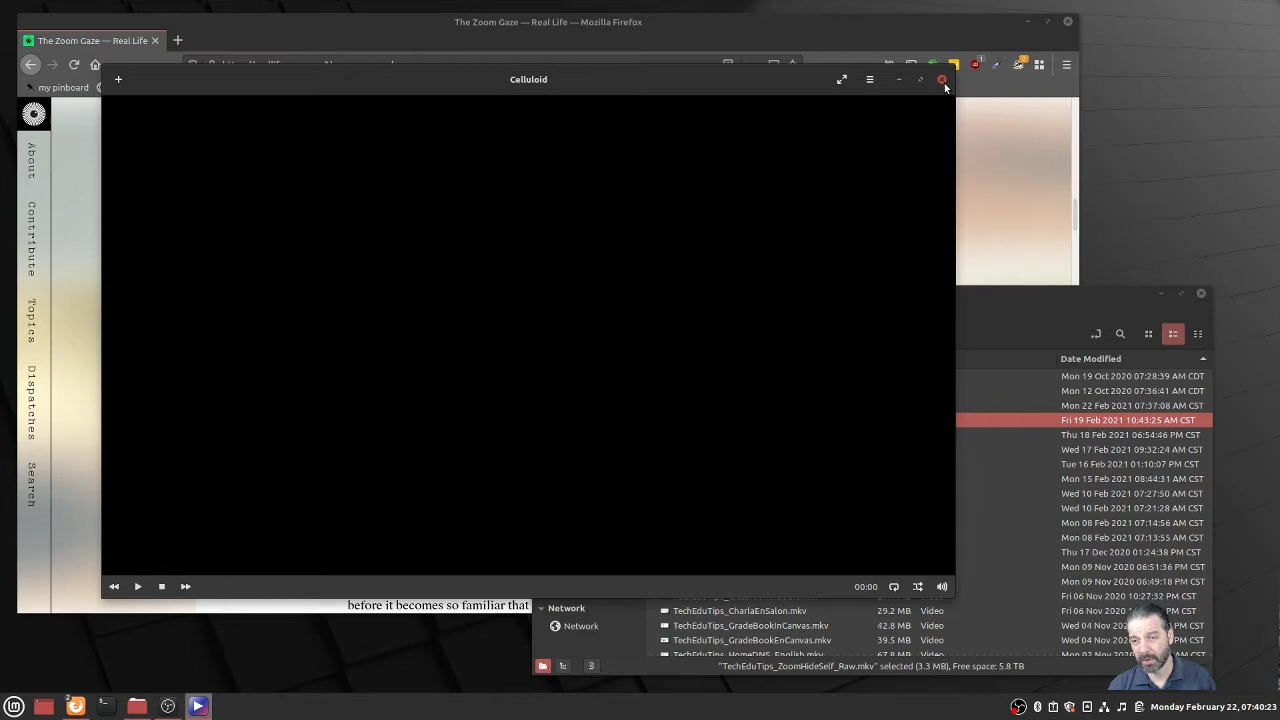 The Zoom Gaze — Real Life — Mozilla Firefox
The Zoom Gaze — Real Life
my pinboard
Celluloid
About
Contribute
Topics
Dispatches
Search
00:00
before it becomes so familiar that
Date Modified
Mon 19 Oct 2020 07:28:39 AM CDT
Mon 12 Oct 2020 07:36:41 AM CDT
Mon 22 Feb 2021 07:37:08 AM CST
Fri 19 Feb 2021 10:43:25 AM CST
Thu 18 Feb 2021 06:54:46 PM CST
Wed 17 Feb 2021 09:32:24 AM CST
Tue 16 Feb 2021 01:10:07 PM CST
Mon 15 Feb 2021 08:44:31 AM CST
Wed 10 Feb 2021 07:27:50 AM CST
Wed 10 Feb 2021 07:21:28 AM CST
Mon 08 Feb 2021 07:14:56 AM CST
Mon 08 Feb 2021 07:13:55 AM CST
Thu 17 Dec 2020 01:24:38 PM CST
Mon 09 Nov 2020 06:51:36 PM CST
Mon 09 Nov 2020 06:49:18 PM CST
Fri 06 Nov 2020 10:27:32 AM CST
Network
TechEduTips_CharlaEnSalon.mkv 29.2 MB Video
Network
TechEduTips_GradeBookInCanvas.mkv 42.8 MB Video
TechEduTips_GradeBookEnCanvas.mkv 39.5 MB Video
TechEduTips_HomeDNS_English.mkv 67.8 MB Video
"TechEduTips_ZoomHideSelf_Raw.mkv" selected (3.3 MB), Free space: 5.8 TB
Monday February 22, 07:40:23